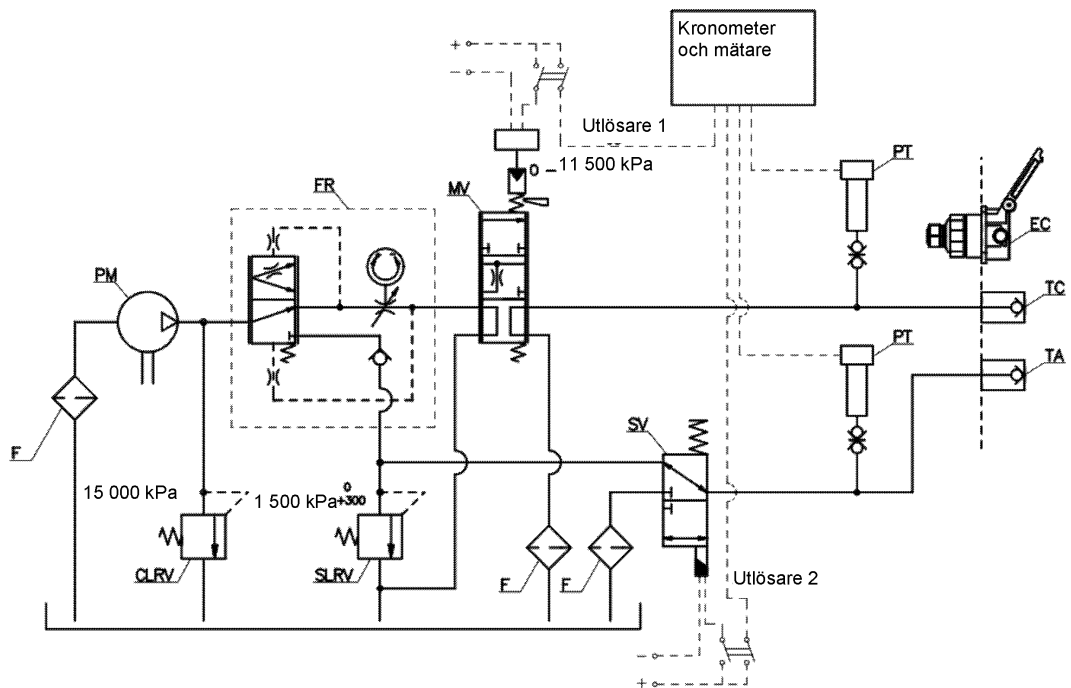 Kronometer
och mätare
+
−
Utlösare 1
0 − 11 500 kPa
PT
FR
MV
EC
PM
TC
PT
TA
F
SV
15 000 kPa
1 500 kPa 0
+300
CLRV
SLRV
F
F
Utlösare 2
−
+